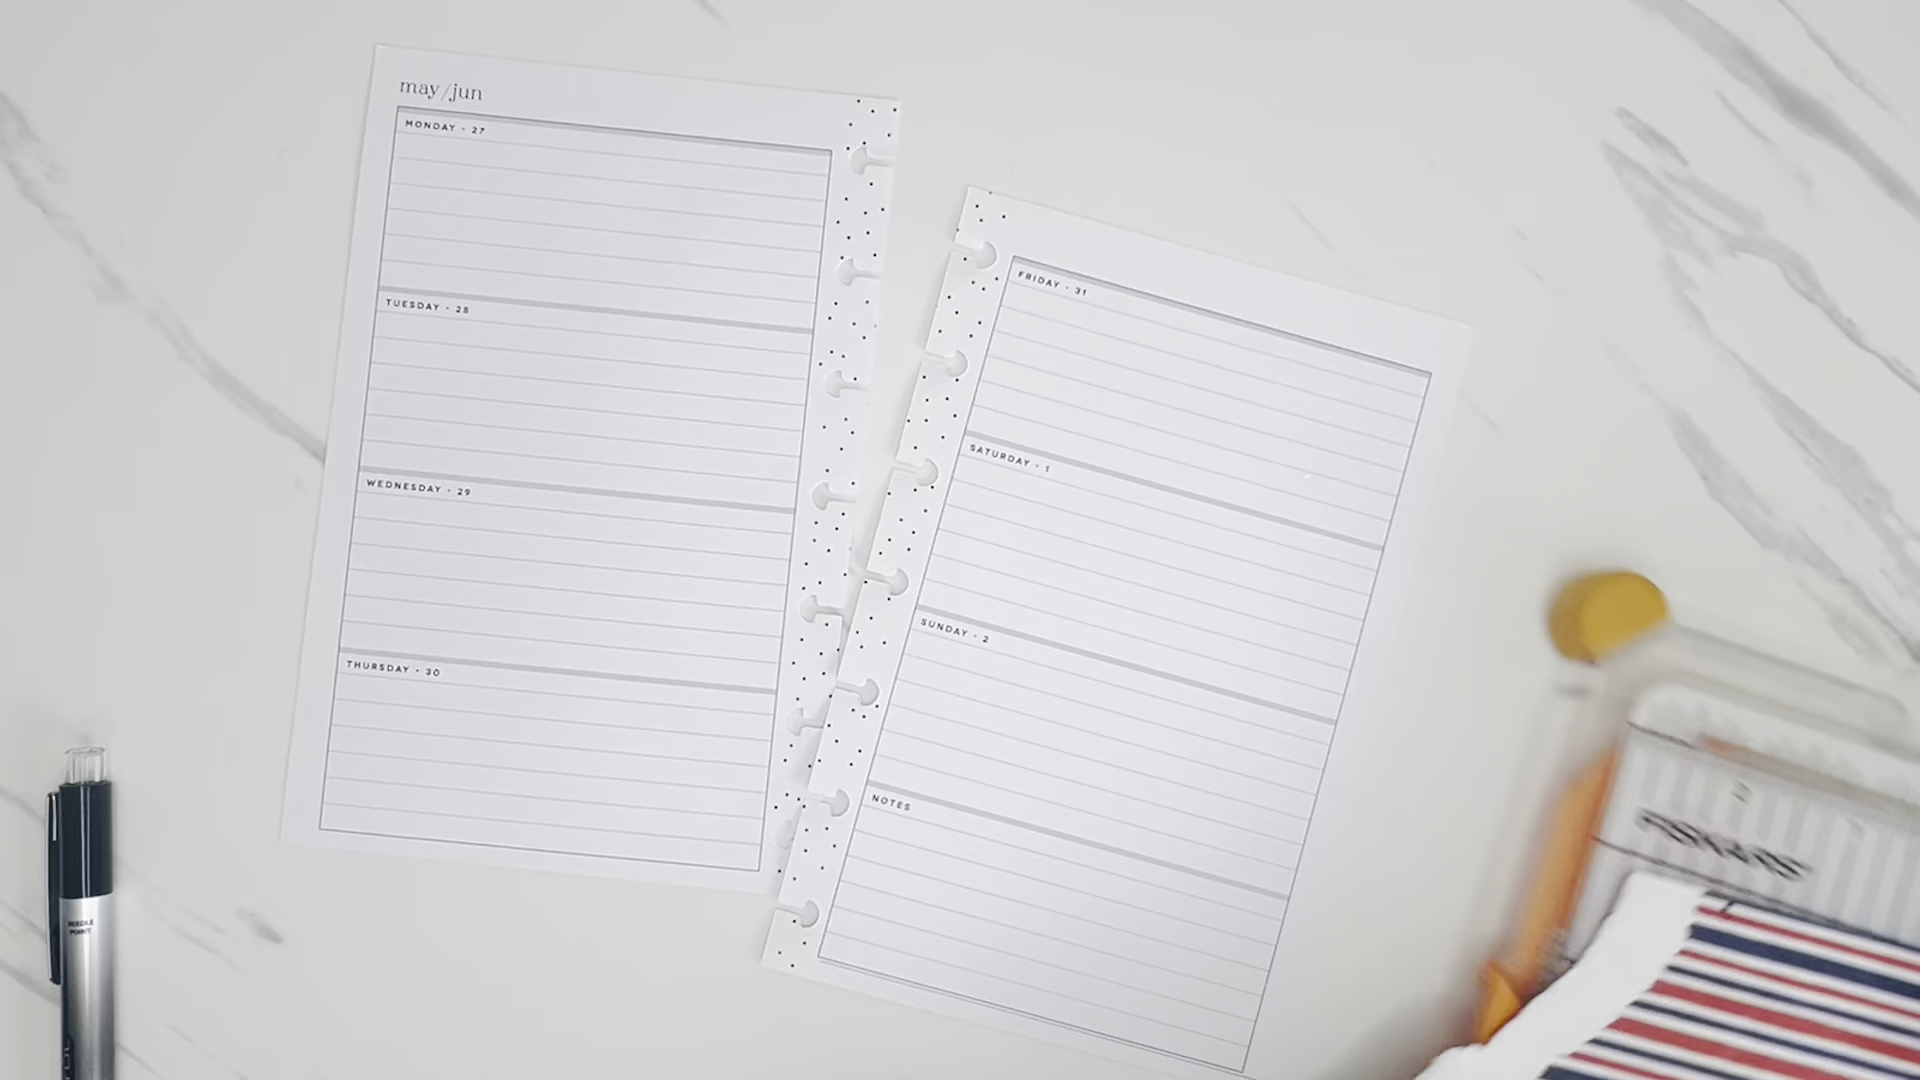 may/jun
MONDAY · 27
TUESDAY · 28
WEDNESDAY · 29
THURSDAY · 30
FRIDAY · 31
SATURDAY · 1
SUNDAY · 2
NOTES
NEEDLE
POINT